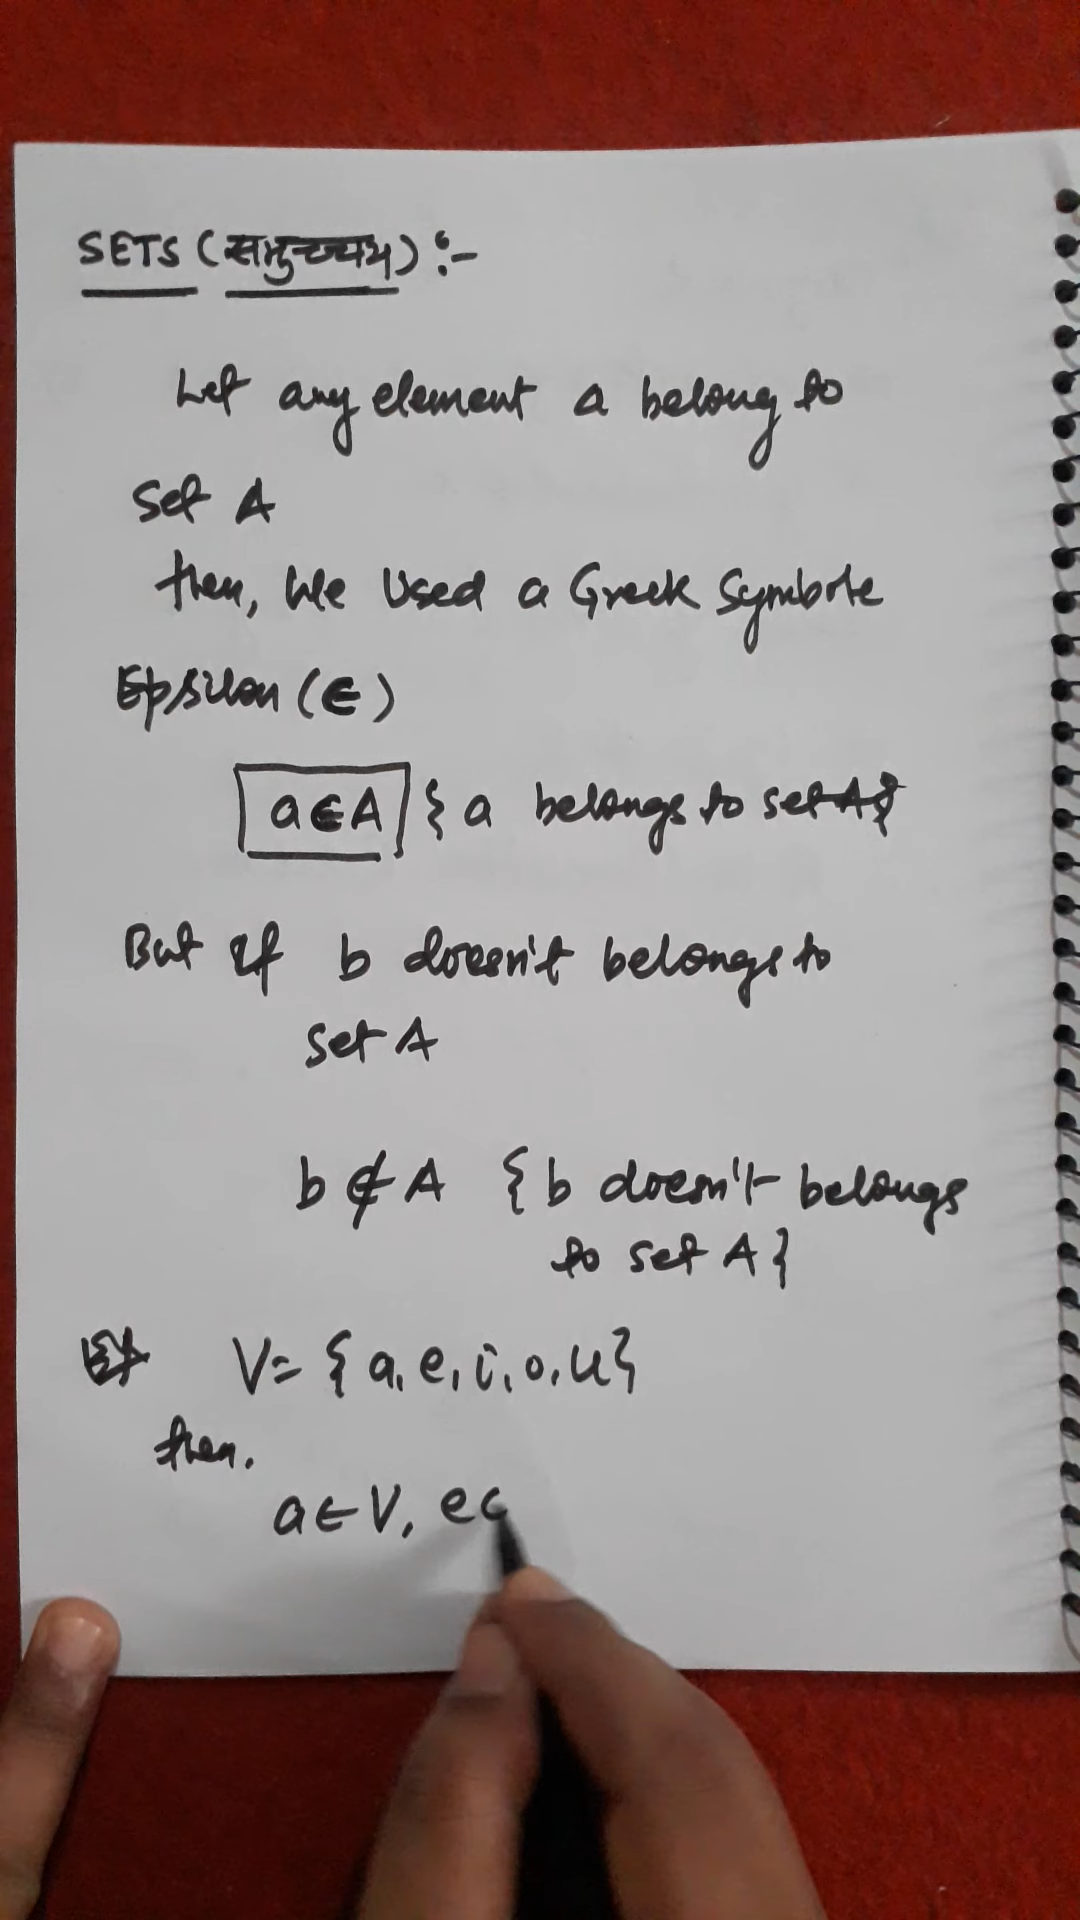 SETS (समुच्चय) :-
Let any element a belong to
Set A
then, We Used a Greek Symbole
Epsilon (∈)
a∈A { a belongs to set A}
But if b doesn't belongs to
set A
b ∉ A { b doesn't belongs
to set A }
Ex V = { a, e, i, o, u }
then.
a ∈ V, e